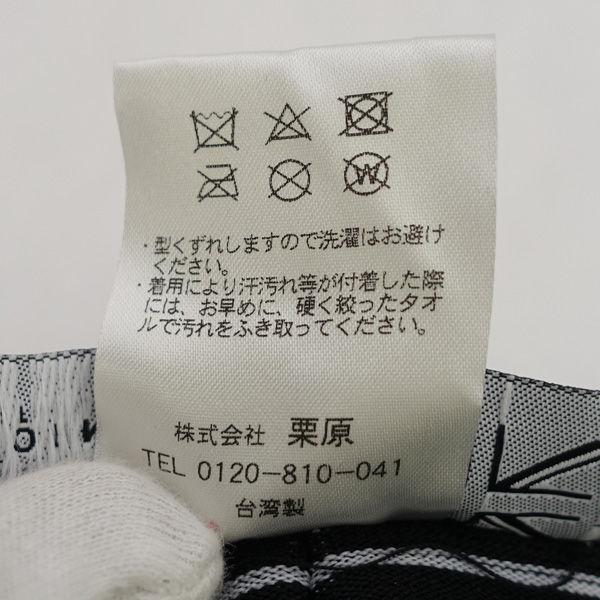 W
・型くずれしますので洗濯はお避け
ください。
・着用により汗汚れ等が付着した際
には、お早めに、硬く絞ったタオ
ルで汚れをふき取ってください。
株式会社 栗原
TEL 0120-810-041
台湾製